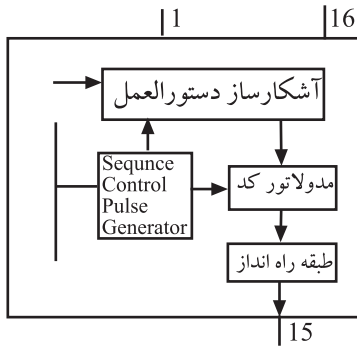 1
16
آشکارساز دستورالعمل
Sequnce
Control
Pulse
Generator
مدولاتور کد
طبقه راه انداز
15